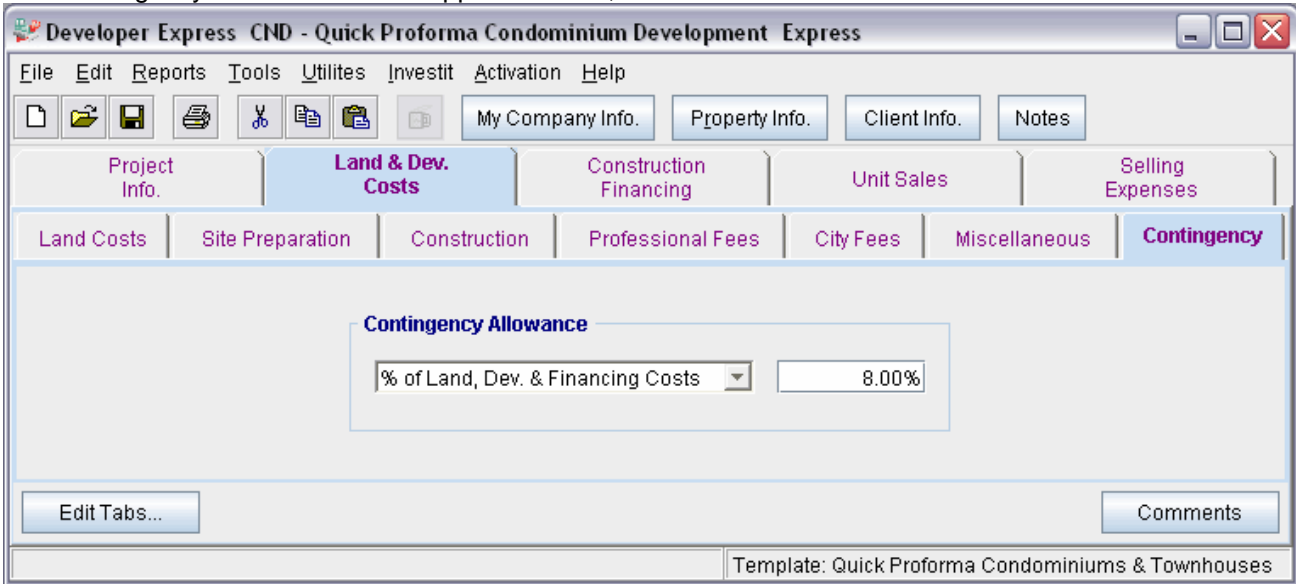 Developer Express CND - Quick Proforma Condominium Development Express
File Edit Reports Tools Utilites Investit Activation Help
My Company Info. Property Info. Client Info. Notes
Project Info. Land & Dev. Costs Construction Financing Unit Sales Selling Expenses
Land Costs Site Preparation Construction Professional Fees City Fees Miscellaneous Contingency
Contingency Allowance
% of Land, Dev. & Financing Costs 8.00%
Edit Tabs... Comments
Template: Quick Proforma Condominiums & Townhouses